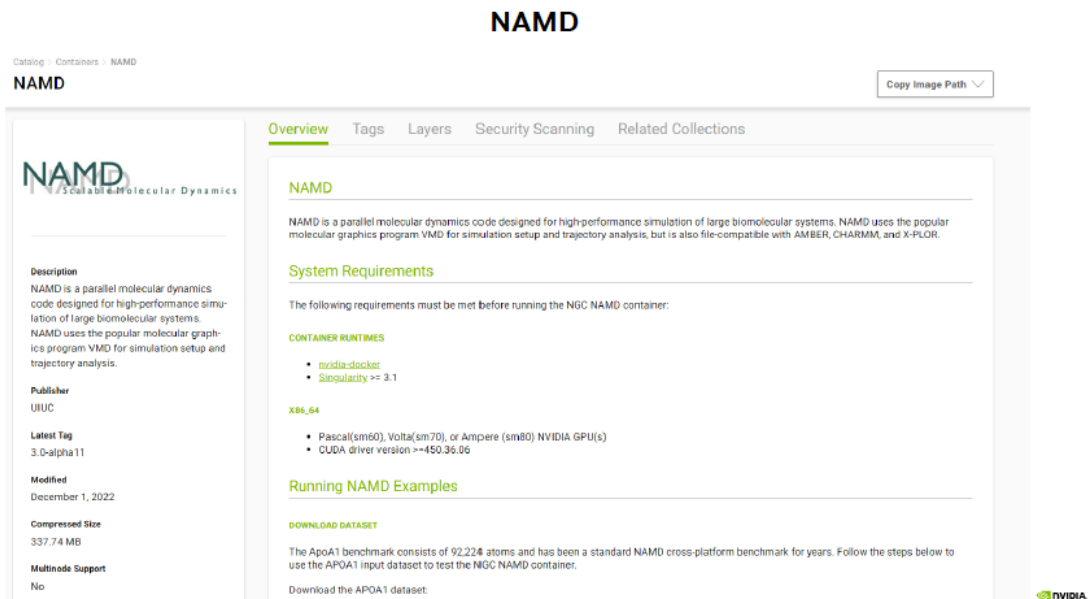 NAMD
Catalog > Containers > NAMD
NAMD
Copy Image Path
Overview Tags Layers Security Scanning Related Collections
NAMD
Scalable Molecular Dynamics
Description
NAMD is a parallel molecular dynamics
code designed for high-performance simu-
lation of large biomolecular systems.
NAMD uses the popular molecular graph-
ics program VMD for simulation setup and
trajectory analysis.
Publisher
UIUC
Latest Tag
3.0-alpha11
Modified
December 1, 2022
Compressed Size
337.74 MB
Multinode Support
No
NAMD
NAMD is a parallel molecular dynamics code designed for high-performance simulation of large biomolecular systems. NAMD uses the popular
molecular graphics program VMD for simulation setup and trajectory analysis, but is also file-compatible with AMBER, CHARMM, and X-PLOR.
System Requirements
The following requirements must be met before running the NGC NAMD container:
CONTAINER RUNTIMES
• nvidia-docker
• Singularity >= 3.1
X86_64
• Pascal(sm60), Volta(sm70), or Ampere (sm80) NVIDIA GPU(s)
• CUDA driver version >=450.36.06
Running NAMD Examples
DOWNLOAD DATASET
The ApoA1 benchmark consists of 92,224 atoms and has been a standard NAMD cross-platform benchmark for years. Follow the steps below to
use the APOA1 input dataset to test the NGC NAMD container.
Download the APOA1 dataset:
NVIDIA